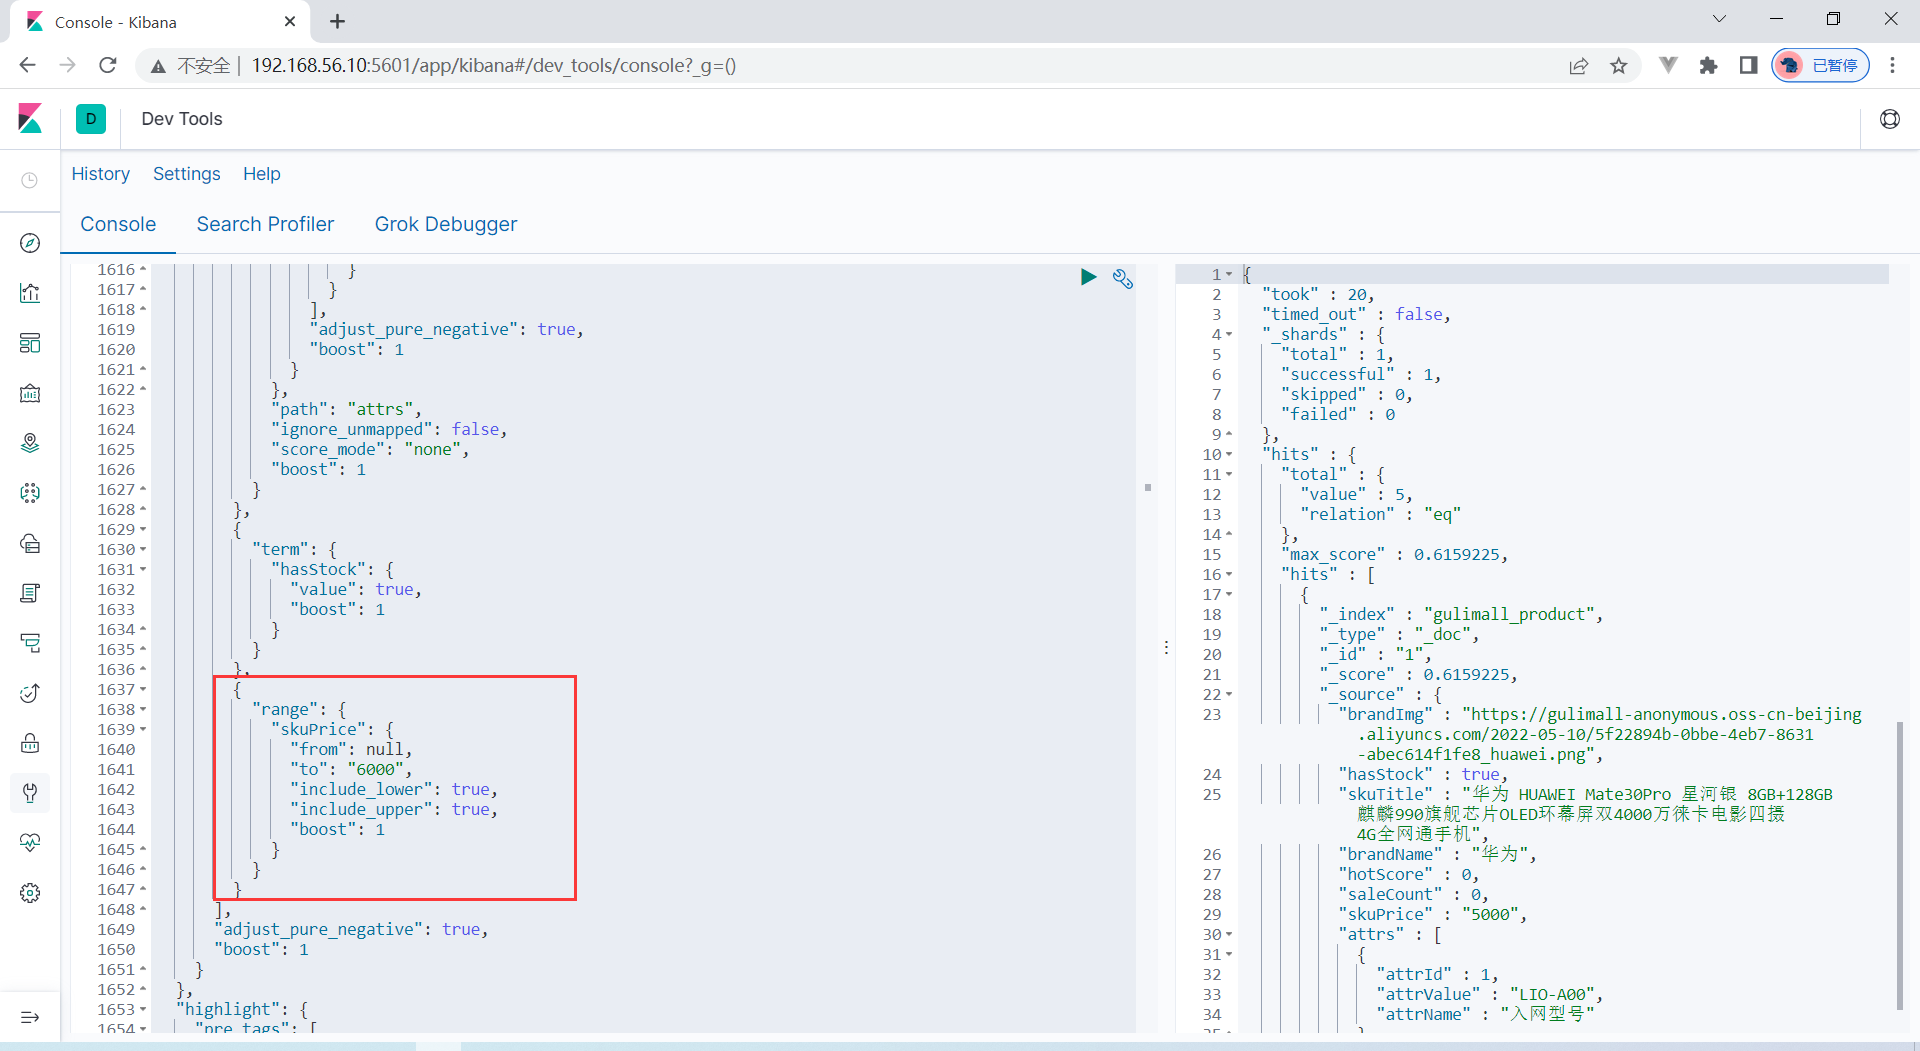 Console - Kibana
不安全
192.168.56.10:5601/app/kibana#/dev_tools/console?_g=()
已暂停
D
Dev Tools
History Settings Help
Console Search Profiler Grok Debugger
1616 }
1617 }
1618 ],
1619 "adjust_pure_negative": true,
1620 "boost": 1
1621 }
1622 },
1623 "path": "attrs",
1624 "ignore_unmapped": false,
1625 "score_mode": "none",
1626 "boost": 1
1627 }
1628 },
1629 {
1630 "term": {
1631 "hasStock": {
1632 "value": true,
1633 "boost": 1
1634 }
1635 }
1636 },
1637 {
1638 "range": {
1639 "skuPrice": {
1640 "from": null,
1641 "to": "6000",
1642 "include_lower": true,
1643 "include_upper": true,
1644 "boost": 1
1645 }
1646 }
1647 }
1648 ],
1649 "adjust_pure_negative": true,
1650 "boost": 1
1651 }
1652 },
1653 "highlight": {
1654 "pre_tags": [
1 {
2 "took" : 20,
3 "timed_out" : false,
4 "_shards" : {
5 "total" : 1,
6 "successful" : 1,
7 "skipped" : 0,
8 "failed" : 0
9 },
10 "hits" : {
11 "total" : {
12 "value" : 5,
13 "relation" : "eq"
14 },
15 "max_score" : 0.6159225,
16 "hits" : [
17 {
18 "_index" : "gulimall_product",
19 "_type" : "_doc",
20 "_id" : "1",
21 "_score" : 0.6159225,
22 "_source" : {
23 "brandImg" : "https://gulimall-anonymous.oss-cn-beijing
.aliyuncs.com/2022-05-10/5f22894b-0bbe-4eb7-8631
-abec614f1fe8_huawei.png",
24 "hasStock" : true,
25 "skuTitle" : "华为 HUAWEI Mate30Pro 星河银 8GB+128GB
麒麟990旗舰芯片OLED环幕屏双4000万徕卡电影四摄
4G全网通手机",
26 "brandName" : "华为",
27 "hotScore" : 0,
28 "saleCount" : 0,
29 "skuPrice" : "5000",
30 "attrs" : [
31 {
32 "attrId" : 1,
33 "attrValue" : "LIO-A00",
34 "attrName" : "入网型号"
35 }